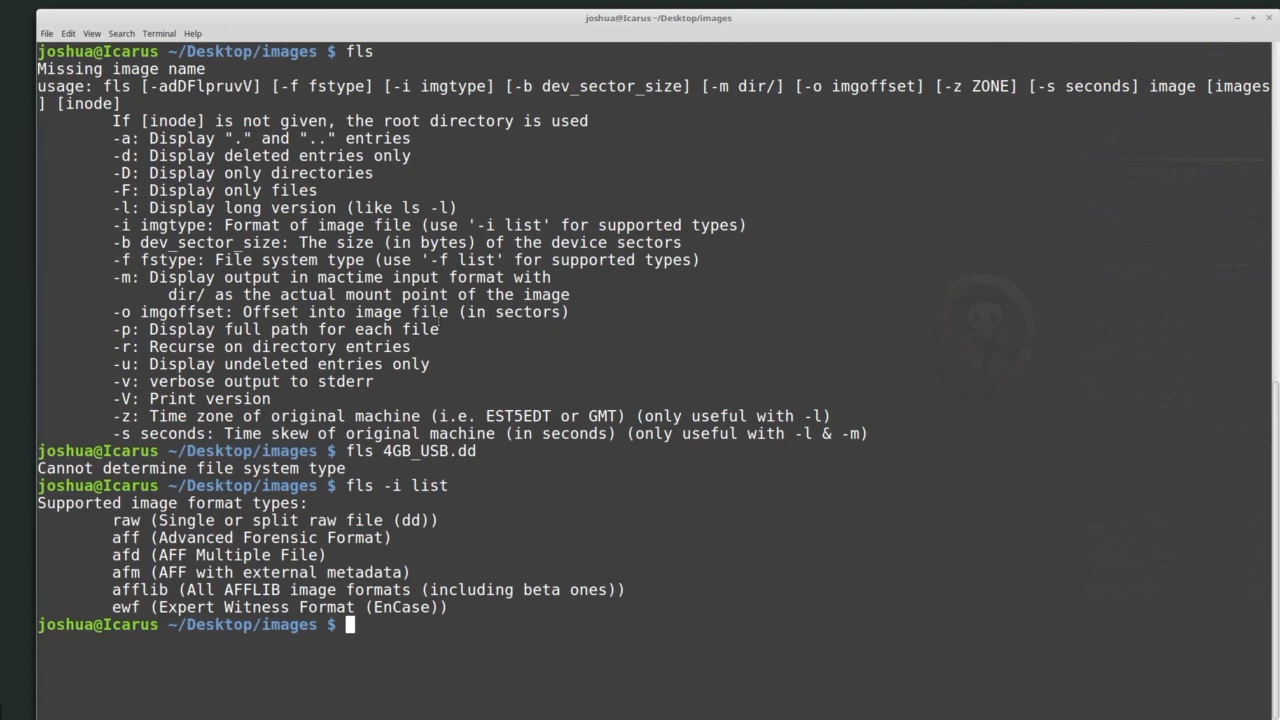 joshua@Icarus ~/Desktop/images
File Edit View Search Terminal Help
joshua@Icarus ~/Desktop/images $ fls
Missing image name
usage: fls [-adDFlpruvV] [-f fstype] [-i imgtype] [-b dev_sector_size] [-m dir/] [-o imgoffset] [-z ZONE] [-s seconds] image [images
] [inode]
If [inode] is not given, the root directory is used
-a: Display "." and ".." entries
-d: Display deleted entries only
-D: Display only directories
-F: Display only files
-l: Display long version (like ls -l)
-i imgtype: Format of image file (use '-i list' for supported types)
-b dev_sector_size: The size (in bytes) of the device sectors
-f fstype: File system type (use '-f list' for supported types)
-m: Display output in mactime input format with
dir/ as the actual mount point of the image
-o imgoffset: Offset into image file (in sectors)
-p: Display full path for each file
-r: Recurse on directory entries
-u: Display undeleted entries only
-v: verbose output to stderr
-V: Print version
-z: Time zone of original machine (i.e. EST5EDT or GMT) (only useful with -l)
-s seconds: Time skew of original machine (in seconds) (only useful with -l & -m)
joshua@Icarus ~/Desktop/images $ fls 4GB_USB.dd
Cannot determine file system type
joshua@Icarus ~/Desktop/images $ fls -i list
Supported image format types:
raw (Single or split raw file (dd))
aff (Advanced Forensic Format)
afd (AFF Multiple File)
afm (AFF with external metadata)
afflib (All AFFLIB image formats (including beta ones))
ewf (Expert Witness Format (EnCase))
joshua@Icarus ~/Desktop/images $